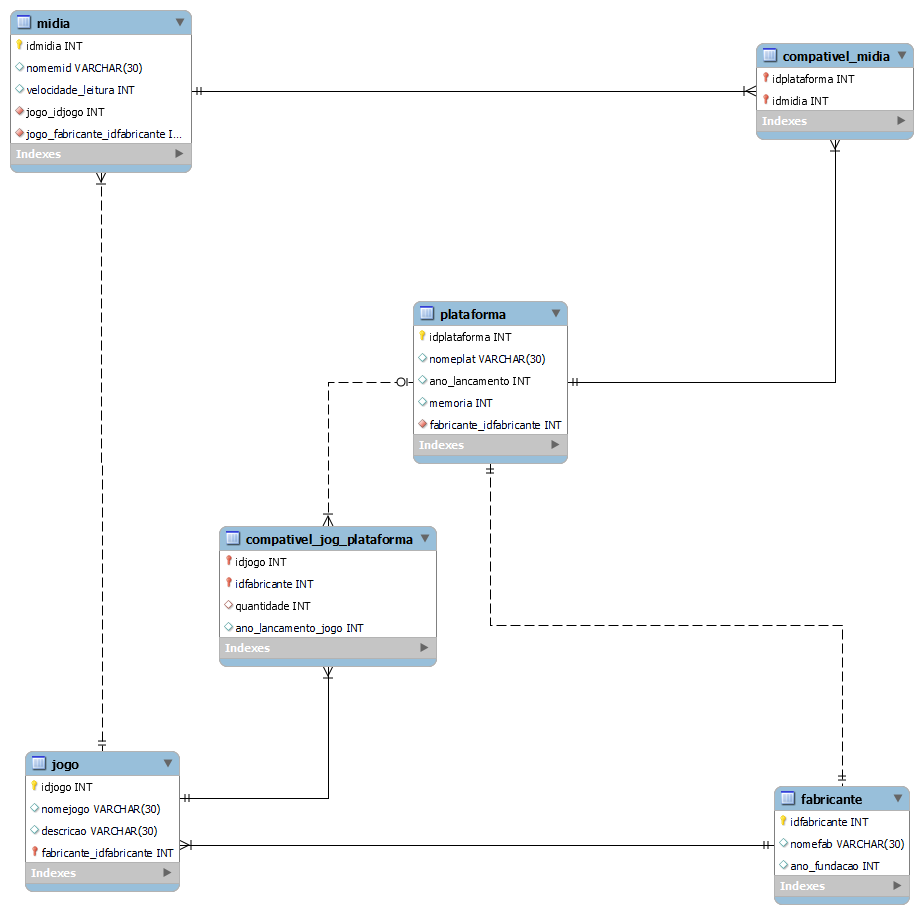 midia
idmidia INT
nomemid VARCHAR(30)
velocidade_leitura INT
jogo_idjogo INT
jogo_fabricante_idfabricante I...
Indexes
compativel_midia
idplataforma INT
idmidia INT
Indexes
plataforma
idplataforma INT
nomeplat VARCHAR(30)
ano_lancamento INT
memoria INT
fabricante_idfabricante INT
Indexes
compativel_jog_plataforma
idjogo INT
idfabricante INT
quantidade INT
ano_lancamento_jogo INT
Indexes
jogo
idjogo INT
nomejogo VARCHAR(30)
descricao VARCHAR(30)
fabricante_idfabricante INT
Indexes
fabricante
idfabricante INT
nomefab VARCHAR(30)
ano_fundacao INT
Indexes